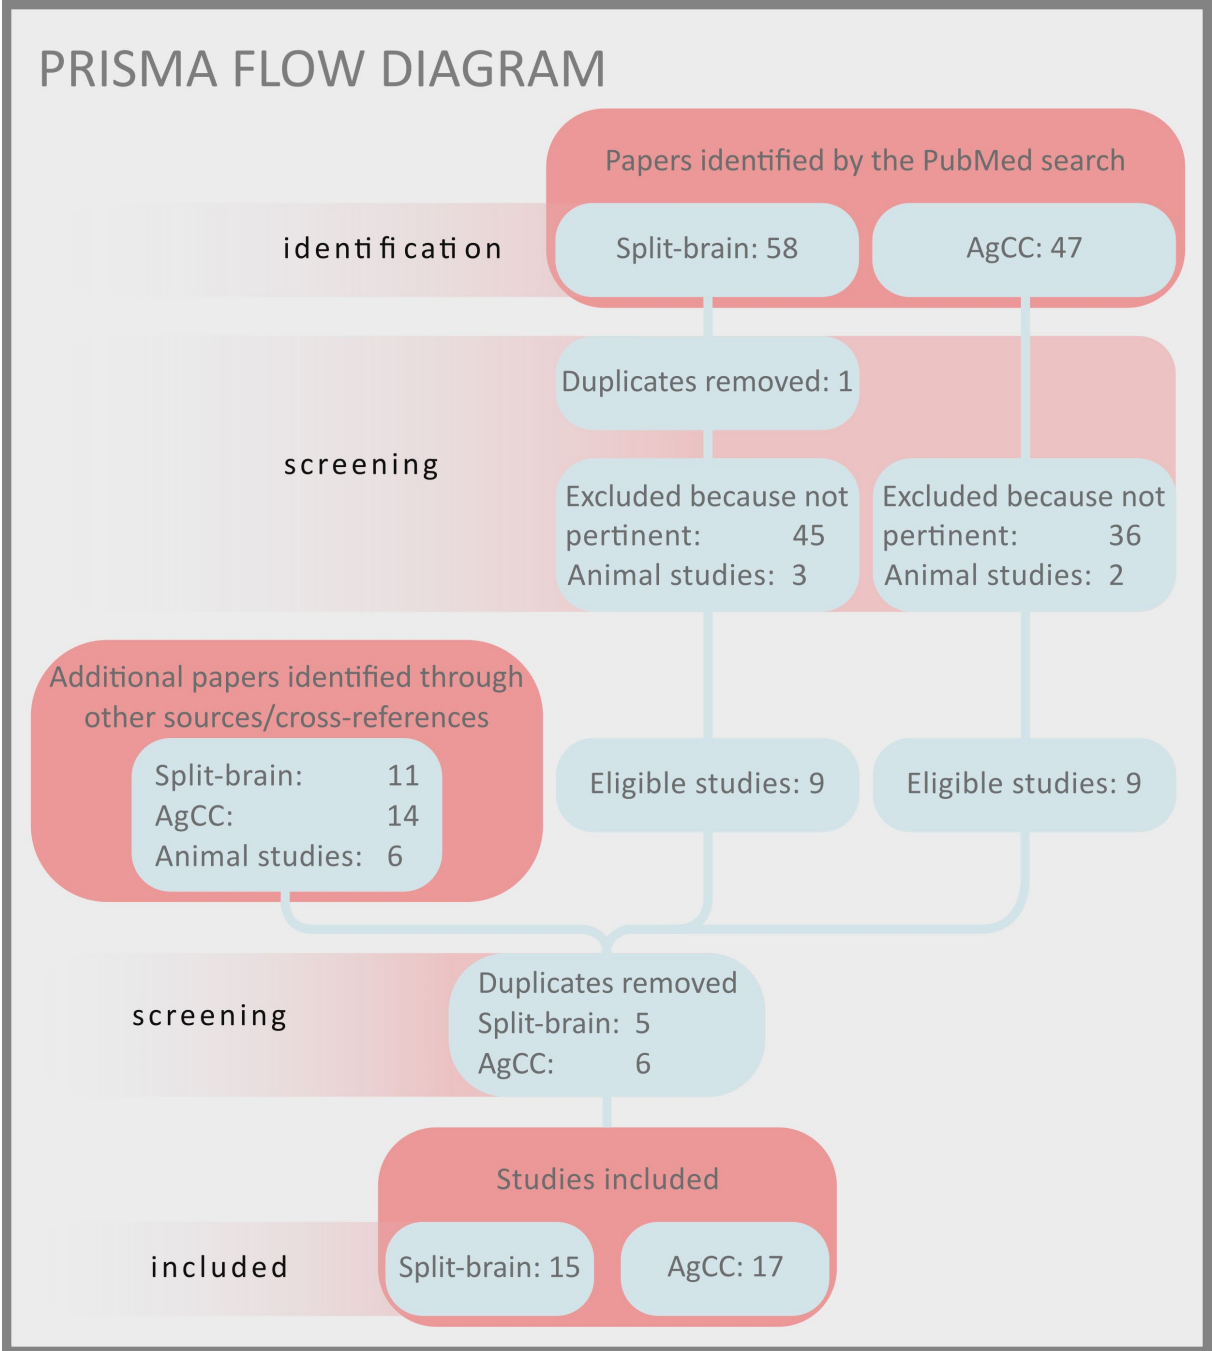 PRISMA FLOW DIAGRAM
Papers identified by the PubMed search
identification
Split-brain: 58
AgCC: 47
Duplicates removed: 1
screening
Excluded because not
pertinent: 45
Animal studies: 3
Excluded because not
pertinent: 36
Animal studies: 2
Additional papers identified through
other sources/cross-references
Split-brain: 11
AgCC: 14
Animal studies: 6
Eligible studies: 9
Eligible studies: 9
screening
Duplicates removed
Split-brain: 5
AgCC: 6
Studies included
included
Split-brain: 15
AgCC: 17